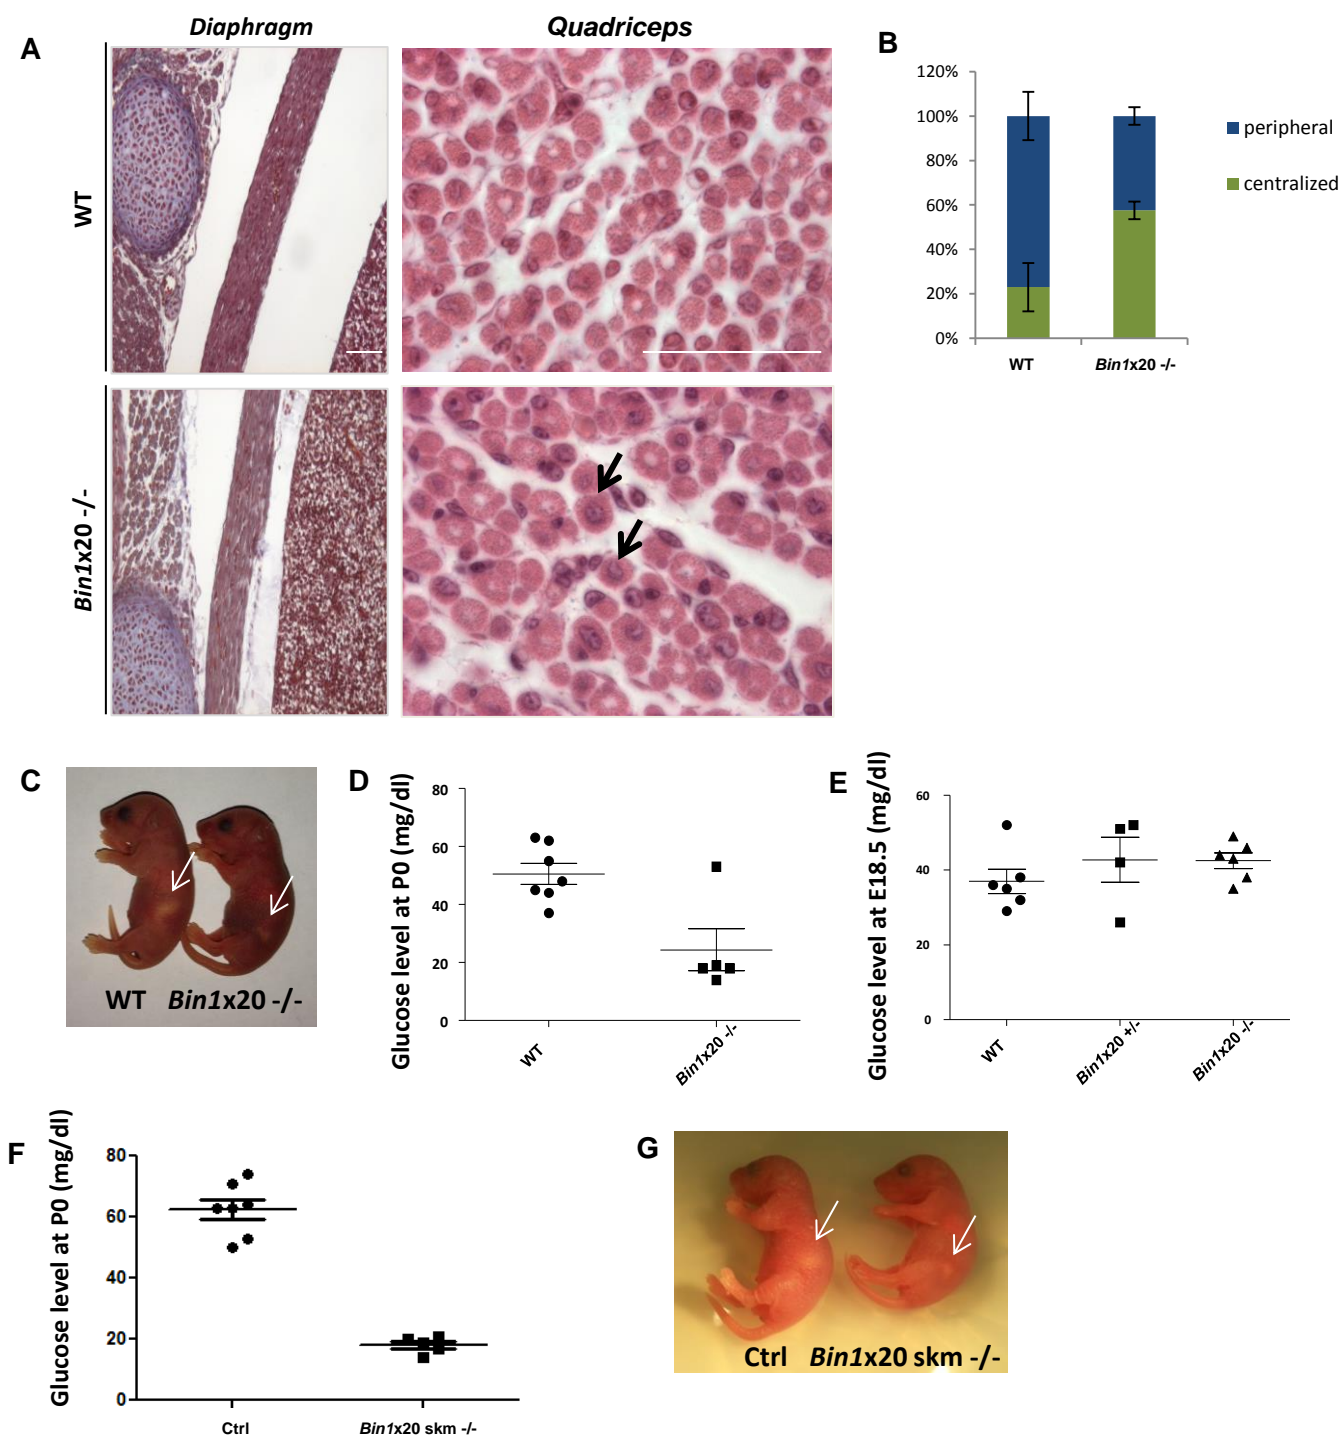 A
Diaphragm
Quadriceps
WT
Bin1x20 -/-
B
120%
100%
80%
60%
40%
20%
0%
WT
Bin1x20 -/-
peripheral
centralized
C
WT Bin1x20 -/-
D
Glucose level at P0 (mg/dl)
80
60
40
20
0
WT
Bin1x20 -/-
E
Glucose level at E18.5 (mg/dl)
60
40
20
0
WT
Bin1x20 +/-
Bin1x20 -/-
F
Glucose level at P0 (mg/dl)
80
60
40
20
0
Ctrl
Bin1x20 skm -/-
G
Ctrl Bin1x20 skm -/-